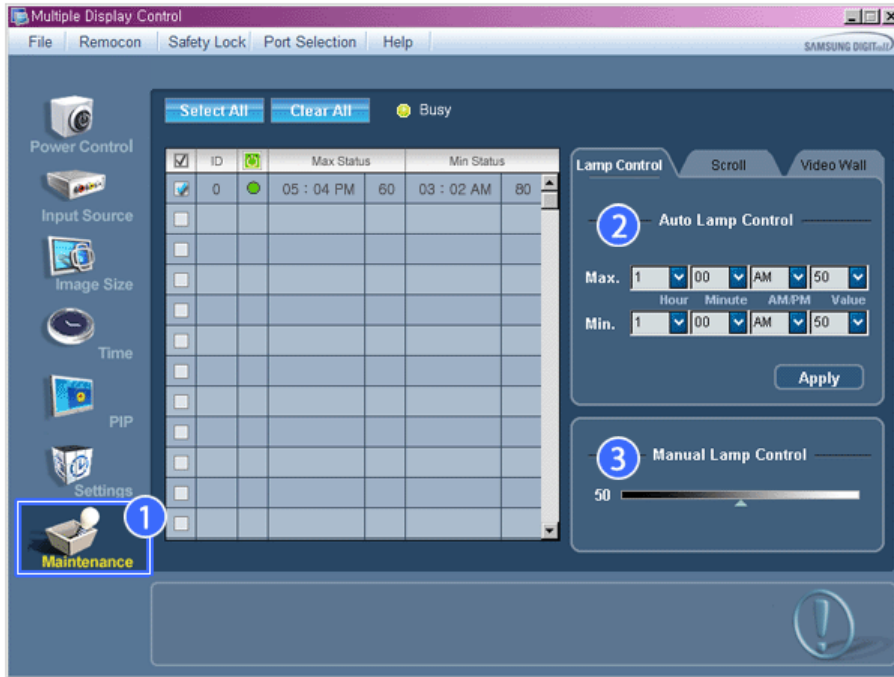 Multiple Display Control
File Remocon Safety Lock Port Selection Help
SAMSUNG DIGITall
Select All Clear All Busy
Power Control
Input Source
Image Size
Time
PIP
Settings
1
Maintenance
ID Max Status Min Status
0 05 : 04 PM 60 03 : 02 AM 80
Lamp Control Scroll Video Wall
2 Auto Lamp Control
Max. 1 00 AM 50
Hour Minute AM/PM Value
Min. 1 00 AM 50
Apply
3 Manual Lamp Control
50